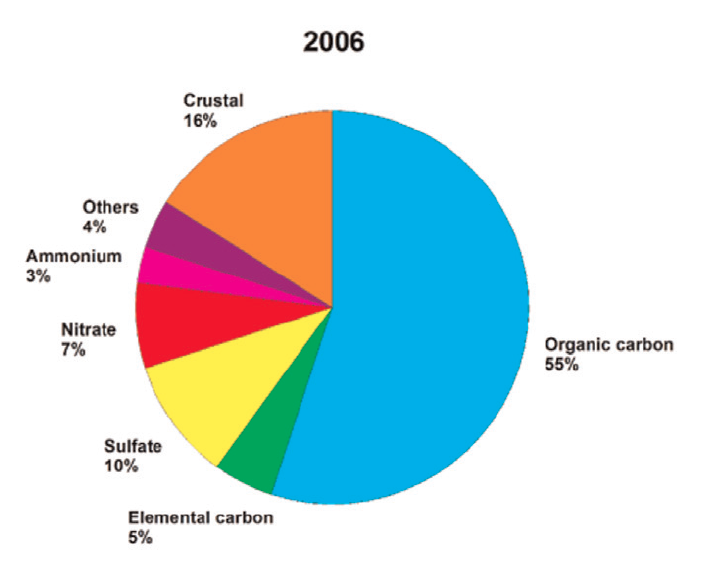 2006
Crustal
16%
Others
4%
Ammonium
3%
Nitrate
7%
Organic carbon
55%
Sulfate
10%
Elemental carbon
5%